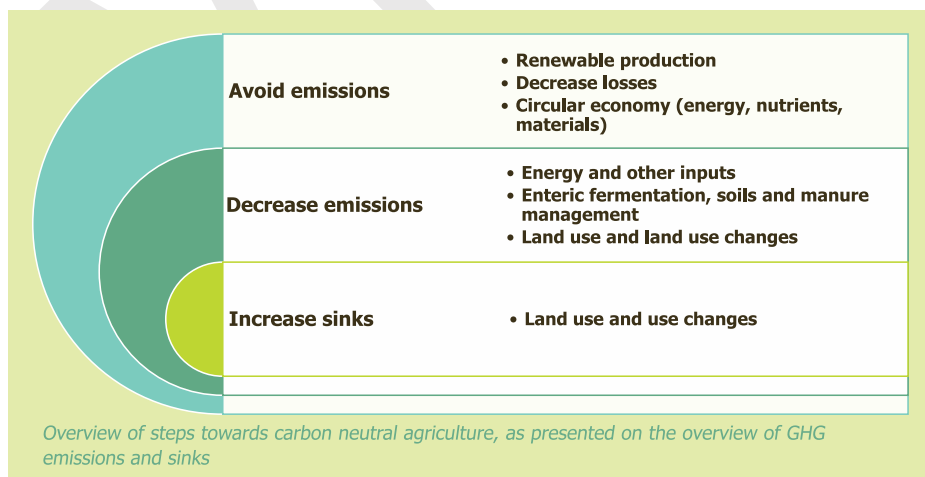 Avoid emissions
• Renewable production
• Decrease losses
• Circular economy (energy, nutrients,
materials)
Decrease emissions
• Energy and other inputs
• Enteric fermentation, soils and manure
management
• Land use and land use changes
Increase sinks
• Land use and use changes
Overview of steps towards carbon neutral agriculture, as presented on the overview of GHG
emissions and sinks